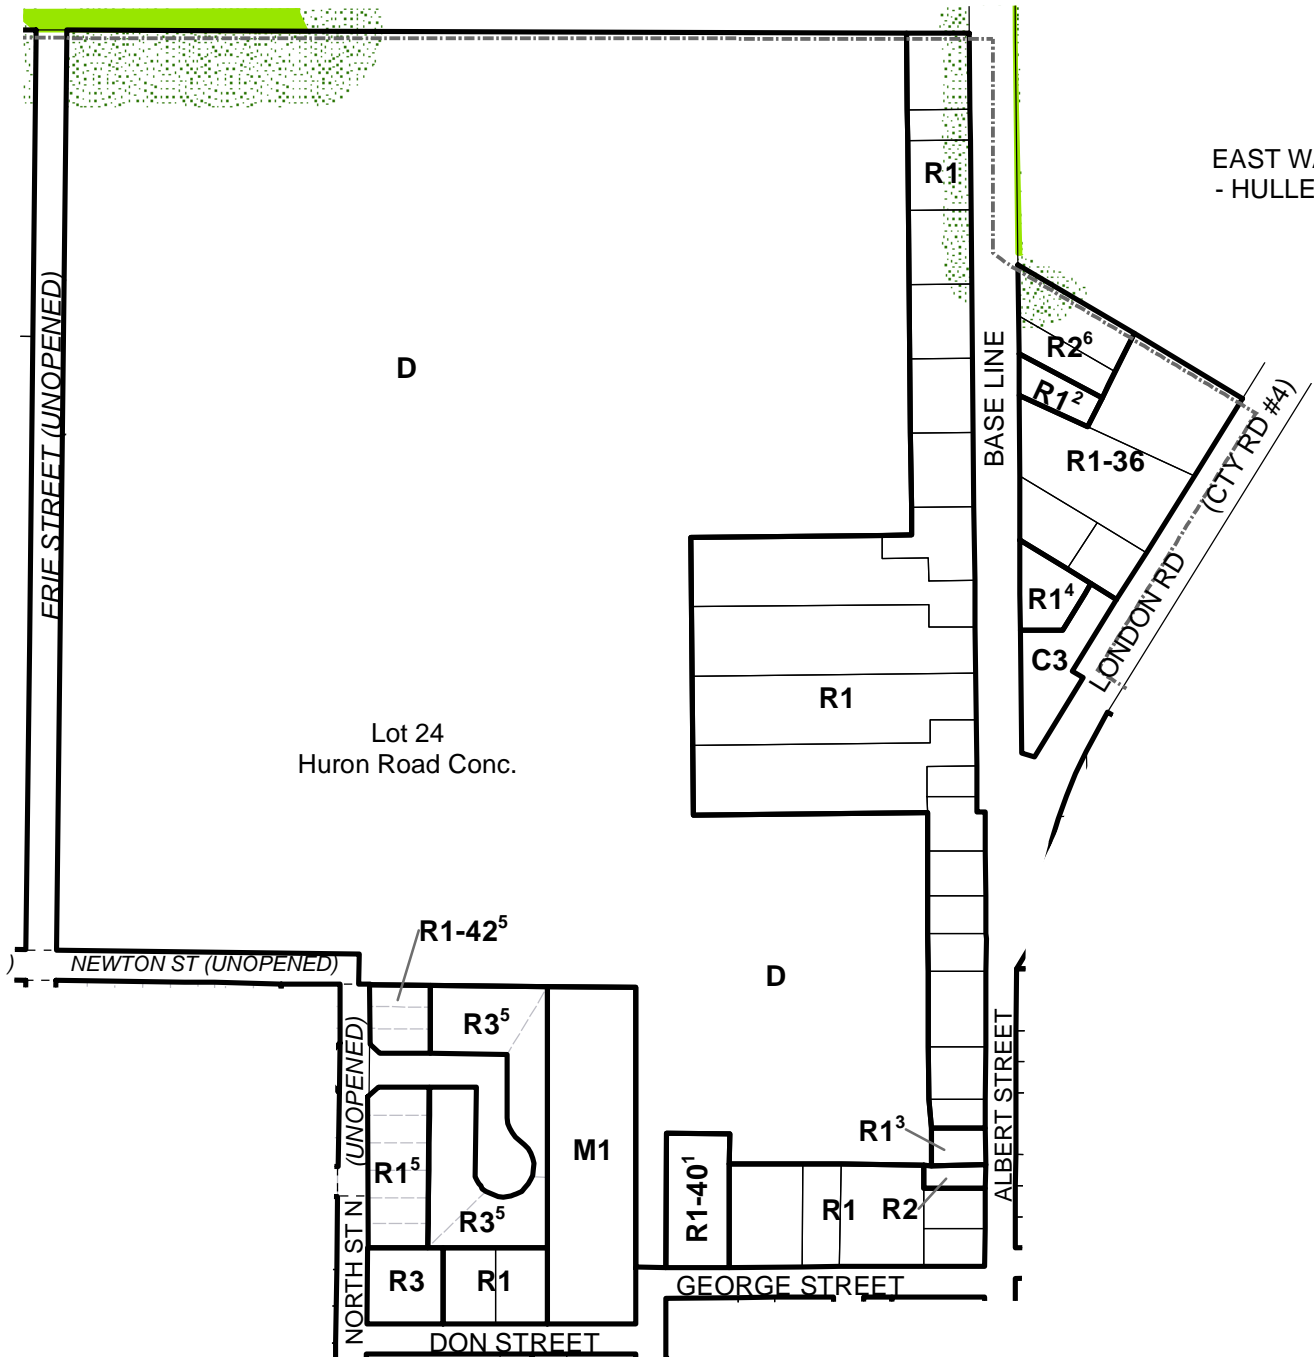 EAST WA
- HULLE
R1
R2⁶
R1²
R1-36
D
BASE LINE
(CTY RD #4)
LONDON RD
R1⁴
C3
R1
Lot 24
Huron Road Conc.
ERIE STREET (UNOPENED)
R1-42⁵
)
NEWTON ST (UNOPENED)
D
R3⁵
(UNOPENED)
ALBERT STREET
R1³
M1
R1⁵
R1-40¹
R1
R2
R3⁵
NORTH ST N
R3
R1
GEORGE STREET
DON STREET